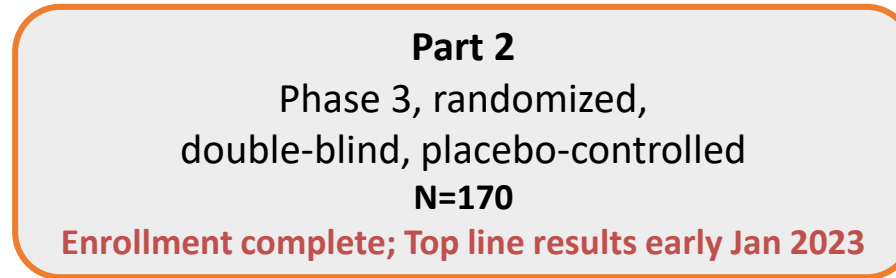 Part 2
Phase 3, randomized,
double-blind, placebo-controlled
N=170
Enrollment complete; Top line results early Jan 2023